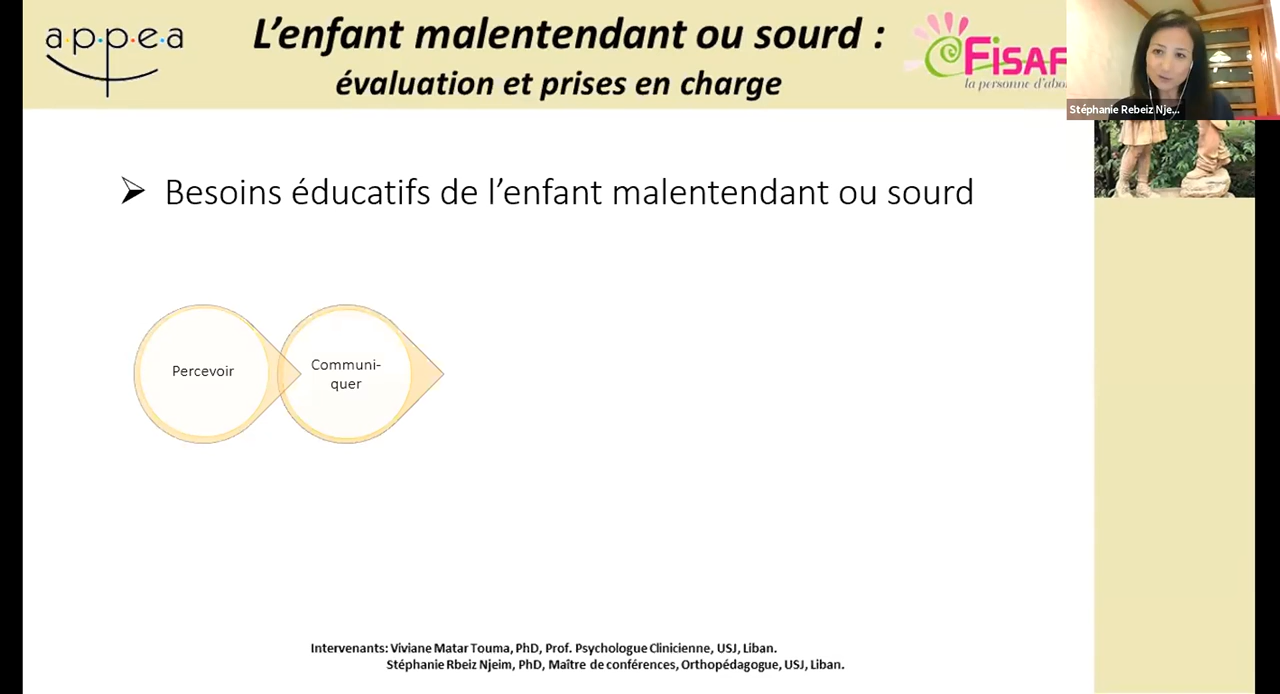 a·p·p·e·a
L'enfant malentendant ou sourd :
évaluation et prises en charge
FISAF
la personne d'abo
Stéphanie Rebeiz Nje...
➢ Besoins éducatifs de l'enfant malentendant ou sourd
Percevoir
Communi-
quer
Intervenants: Viviane Matar Touma, PhD, Prof. Psychologue Clinicienne, USJ, Liban.
Stéphanie Rbeiz Njeim, PhD, Maître de conférences, Orthopédagogue, USJ, Liban.